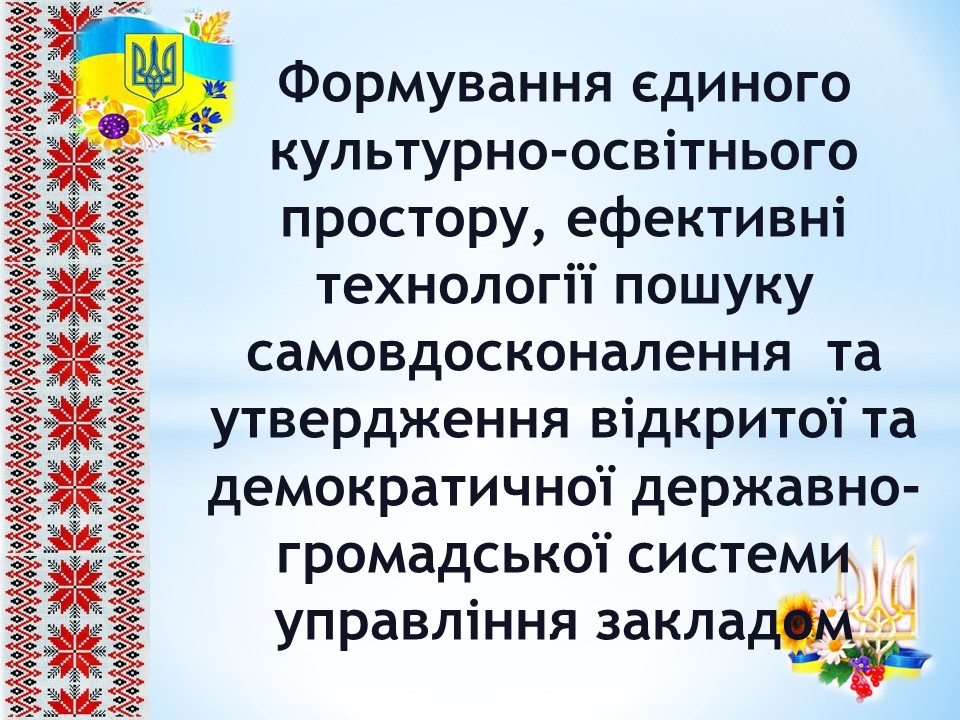 Формування єдиного
культурно-освітнього
простору, ефективні
технології пошуку
самовдосконалення  та
утвердження відкритої та
демократичної державно-
громадської системи
управління закладом